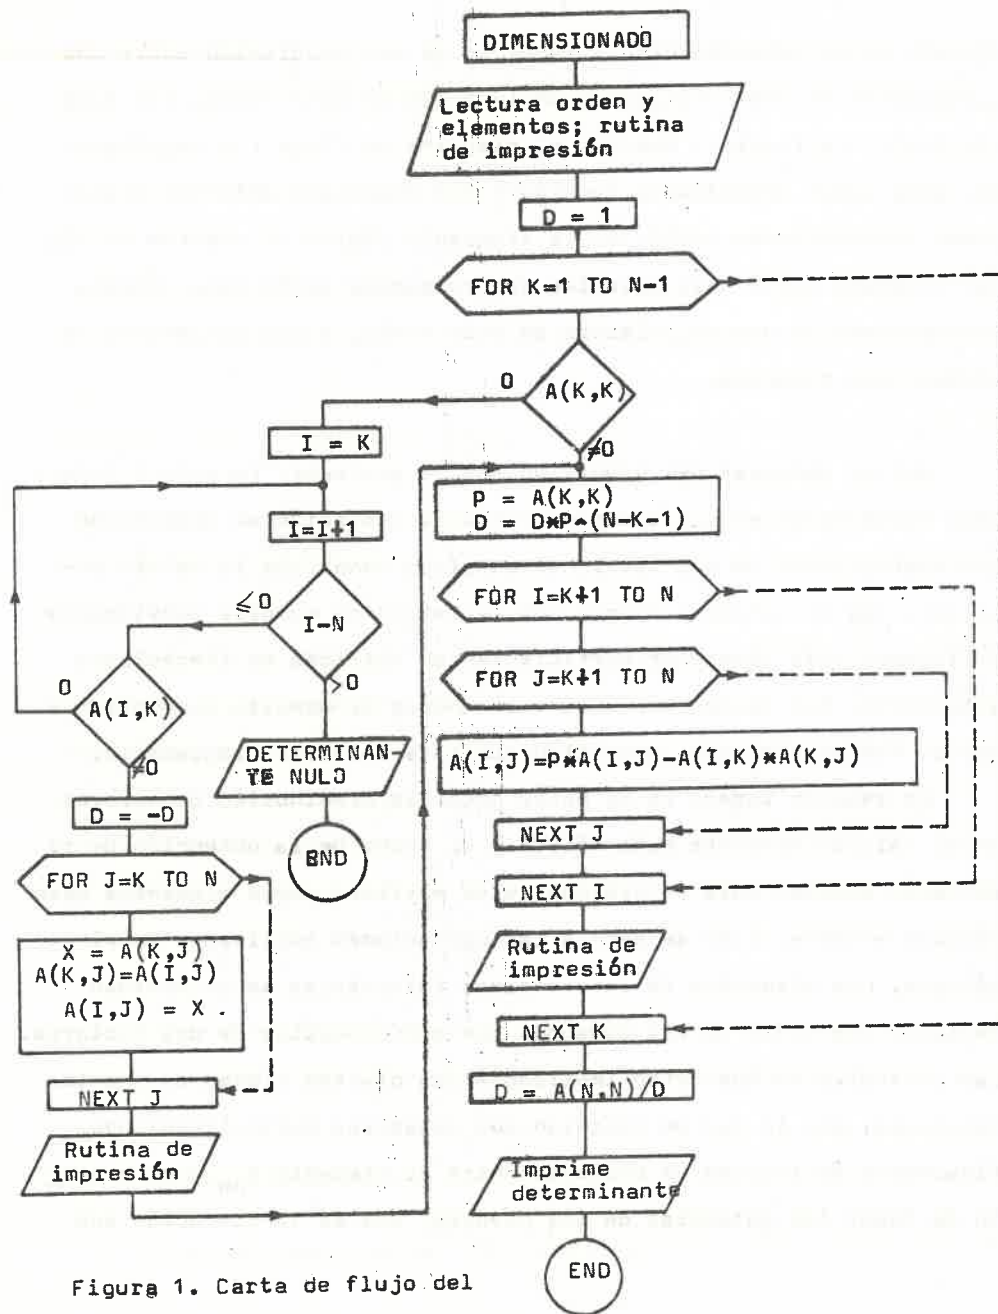 DIMENSIONADO
Lectura orden y
elementos; rutina
de impresión
D = 1
FOR K=1 TO N-1
A(K,K)
0
≠0
I = K
I=I+1
I-N
≤0
>0
A(I,K)
0
≠0
DETERMINAN-
TE NULO
END
D = -D
FOR J=K TO N
X = A(K,J)
A(K,J)=A(I,J)
A(I,J) = X .
NEXT J
Rutina de
impresión
P = A(K,K)
D = D*P^(N-K-1)
FOR I=K+1 TO N
FOR J=K+1 TO N
A(I,J)=P*A(I,J)-A(I,K)*A(K,J)
NEXT J
NEXT I
Rutina de
impresión
NEXT K
D = A(N.N)/D
Imprime
determinante
END
Figura 1. Carta de flujo del